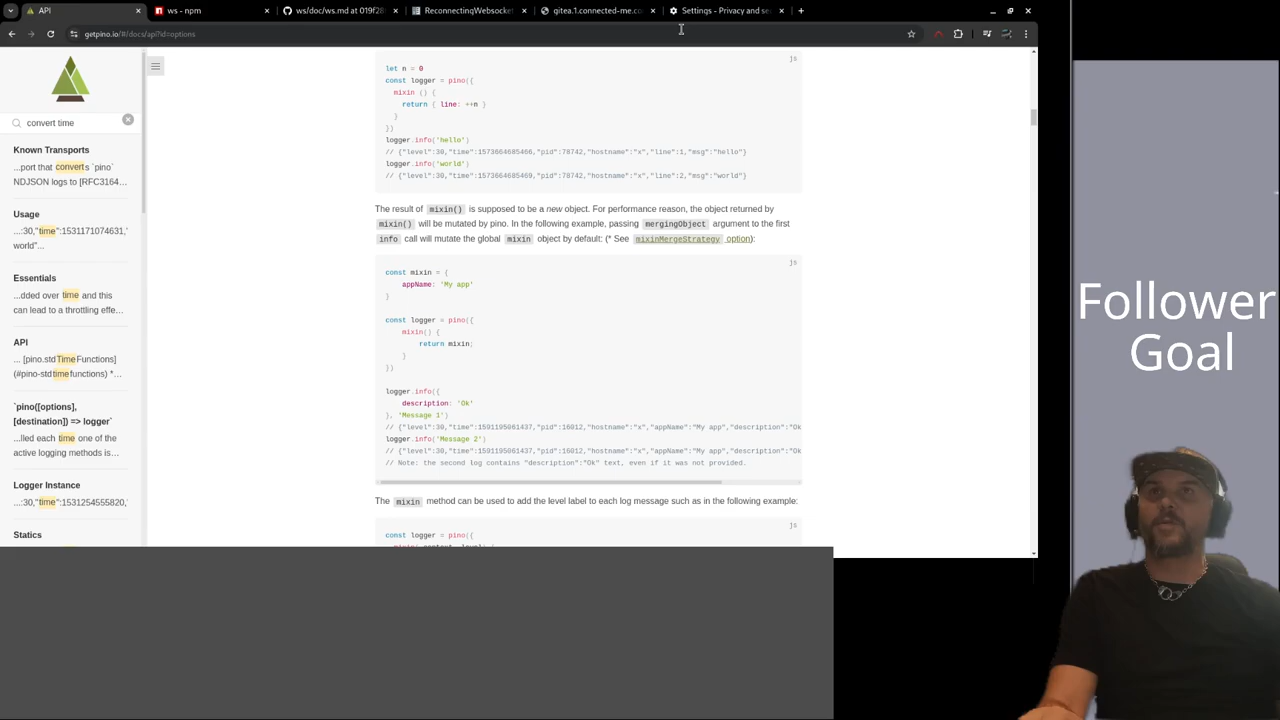 API
ws - npm
ws/doc/ws.md at 019f28
ReconnectingWebsocket
gitea.1.connected-me.co
Settings - Privacy and se
getpino.io/#/docs/api?id=options
convert time
Known Transports
...port that converts `pino`
NDJSON logs to [RFC3164...
Usage
...:30,"time":1531171074631,'
world"...
Essentials
...dded over time and this
can lead to a throttling effe...
API
... [pino.stdTimeFunctions]
(#pino-stdtimefunctions) *...
`pino([options],
[destination]) => logger`
...lled each time one of the
active logging methods is...
Logger Instance
...:30,"time":1531254555820,'
Statics
js
let n = 0
const logger = pino({
mixin () {
return { line: ++n }
}
})
logger.info('hello')
// {"level":30,"time":1573664685466,"pid":78742,"hostname":"x","line":1,"msg":"hello"}
logger.info('world')
// {"level":30,"time":1573664685469,"pid":78742,"hostname":"x","line":2,"msg":"world"}
The result of mixin() is supposed to be a new object. For performance reason, the object returned by
mixin() will be mutated by pino. In the following example, passing mergingObject argument to the first
info call will mutate the global mixin object by default: (* See mixinMergeStrategy option):
js
const mixin = {
appName: 'My app'
}
const logger = pino({
mixin() {
return mixin;
}
})
logger.info({
description: 'Ok'
}, 'Message 1')
// {"level":30,"time":1591195061437,"pid":16012,"hostname":"x","appName":"My app","description":"Ok
logger.info('Message 2')
// {"level":30,"time":1591195061437,"pid":16012,"hostname":"x","appName":"My app","description":"Ok
// Note: the second log contains "description":"Ok" text, even if it was not provided.
The mixin method can be used to add the level label to each log message such as in the following example:
js
const logger = pino({
Follower
Goal